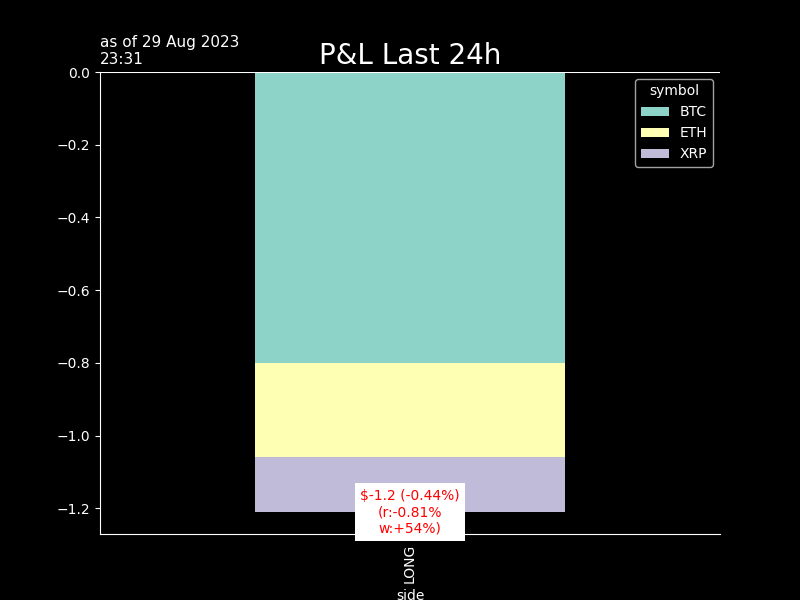 as of 29 Aug 2023
23:31
P&L Last 24h
symbol
BTC
ETH
XRP
0.0
−0.2
−0.4
−0.6
−0.8
−1.0
−1.2
$-1.2 (-0.44%)
(r:-0.81%
w:+54%)
LONG
side